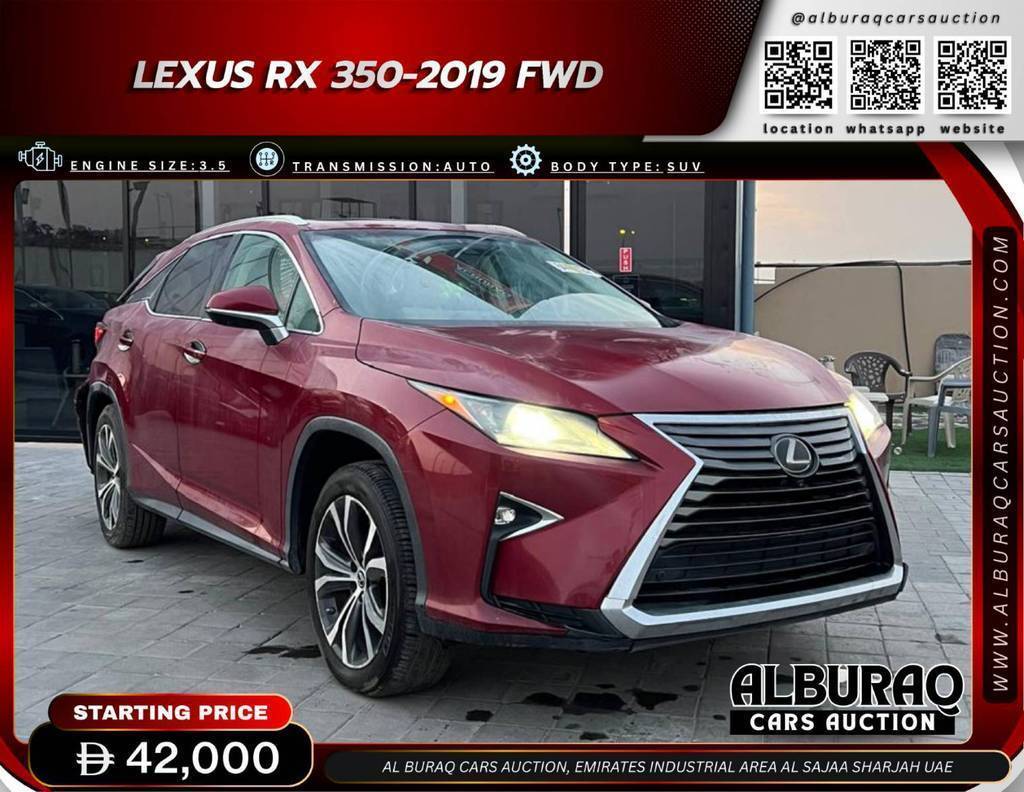 @alburaqcarsauction
LEXUS RX 350-2019 FWD
location whatsapp website
ENGINE SIZE:3.5 TRANSMISSION:AUTO BODY TYPE: SUV
PUSH
WWW.ALBURAQCARSAUCTION.COM
ALBURAQ
CARS AUCTION
STARTING PRICE
42,000
AL BURAQ CARS AUCTION, EMIRATES INDUSTRIAL AREA AL SAJAA SHARJAH UAE